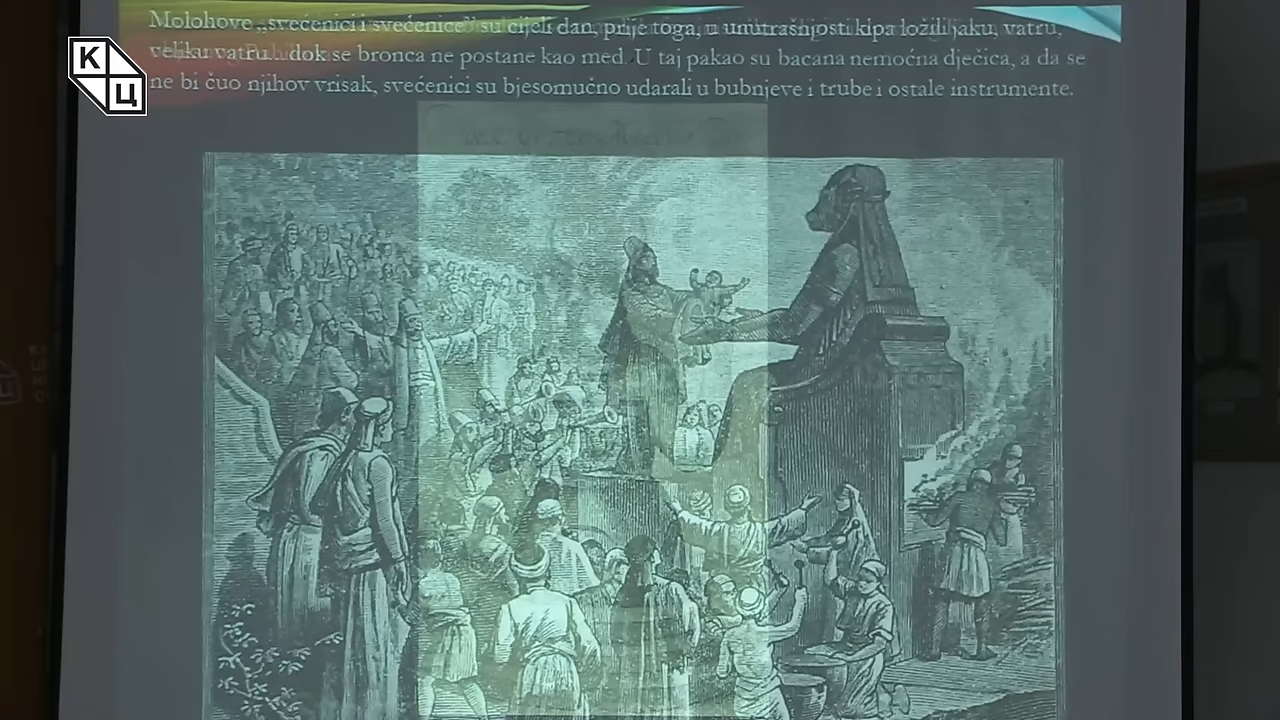 Molohove „svećenici i svećenice” su cijeli dan, prije toga, u unutrašnjosti kipa ložili jaku, vatru,
veliku vatru... dok se bronca ne postane kao med. U taj pakao su bacana nemoćna dječica, a da se
ne bi čuo njihov vrisak, svećenici su bjesomučno udarali u bubnjeve i trube i ostale instrumente.
К
Ц